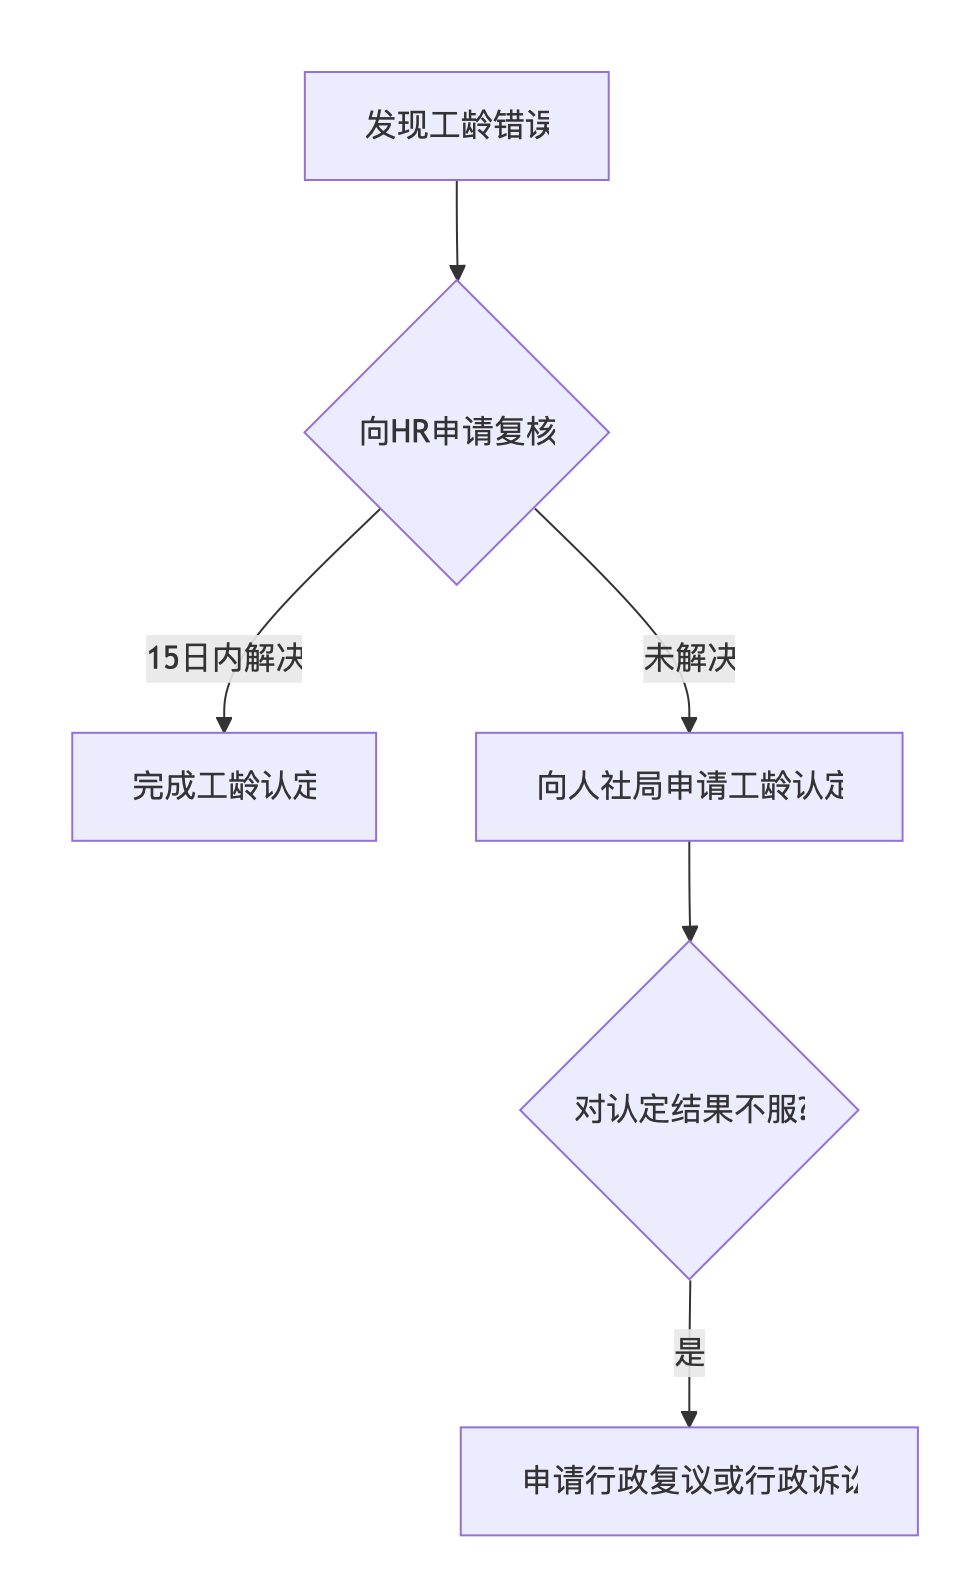 发现工龄错误
向HR申请复核
15日内解决
未解决
完成工龄认定
向人社局申请工龄认定
对认定结果不服?
是
申请行政复议或行政诉讼